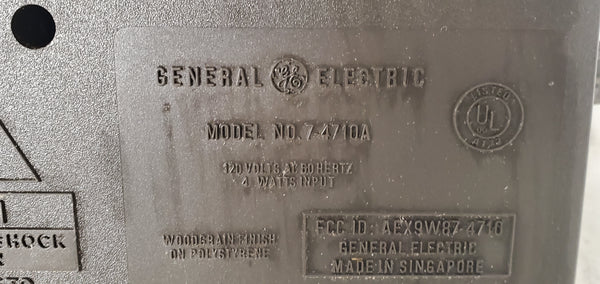 GENERAL GE ELECTRIC
LISTED
UL
MODEL NO. 7-4710A
120 VOLTS AT 60 HERTZ
4 WATTS INPUT
SHOCK
WOODGRAIN FINISH
ON POLYSTYRENE
FCC ID: AEX9W87-4710
GENERAL ELECTRIC
MADE IN SINGAPORE